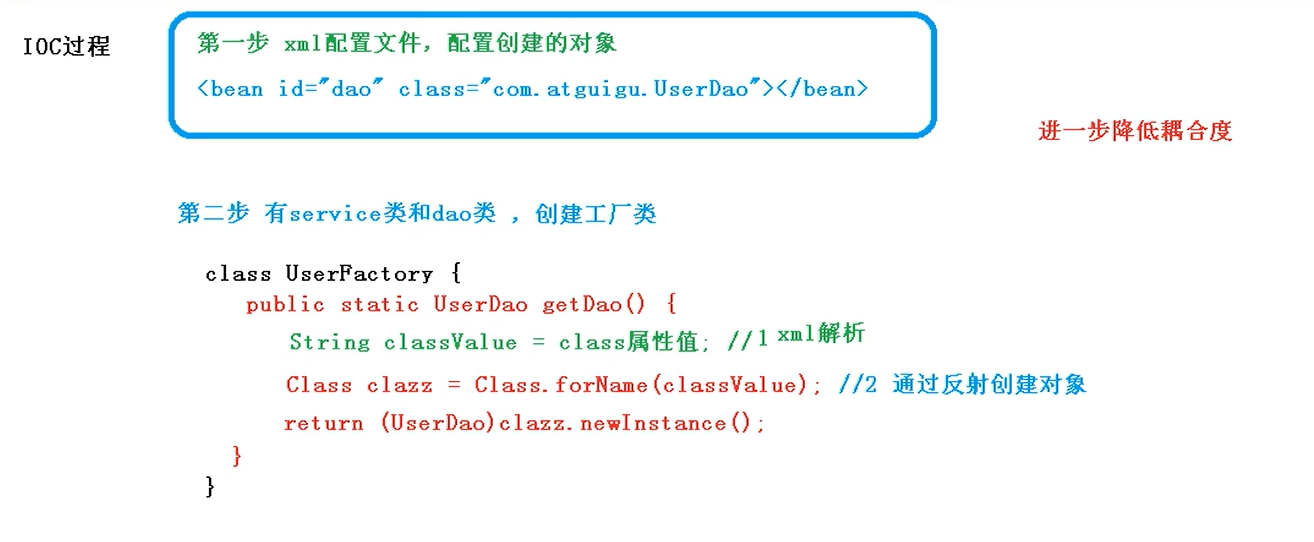 IOC过程
第一步 xml配置文件，配置创建的对象
<bean id="dao" class="com.atguigu.UserDao"></bean>
进一步降低耦合度
第二步 有service类和dao类 ，创建工厂类
class UserFactory {
public static UserDao getDao() {
String classValue = class属性值; //1 xml解析
Class clazz = Class.forName(classValue); //2 通过反射创建对象
return (UserDao)clazz.newInstance();
}
}